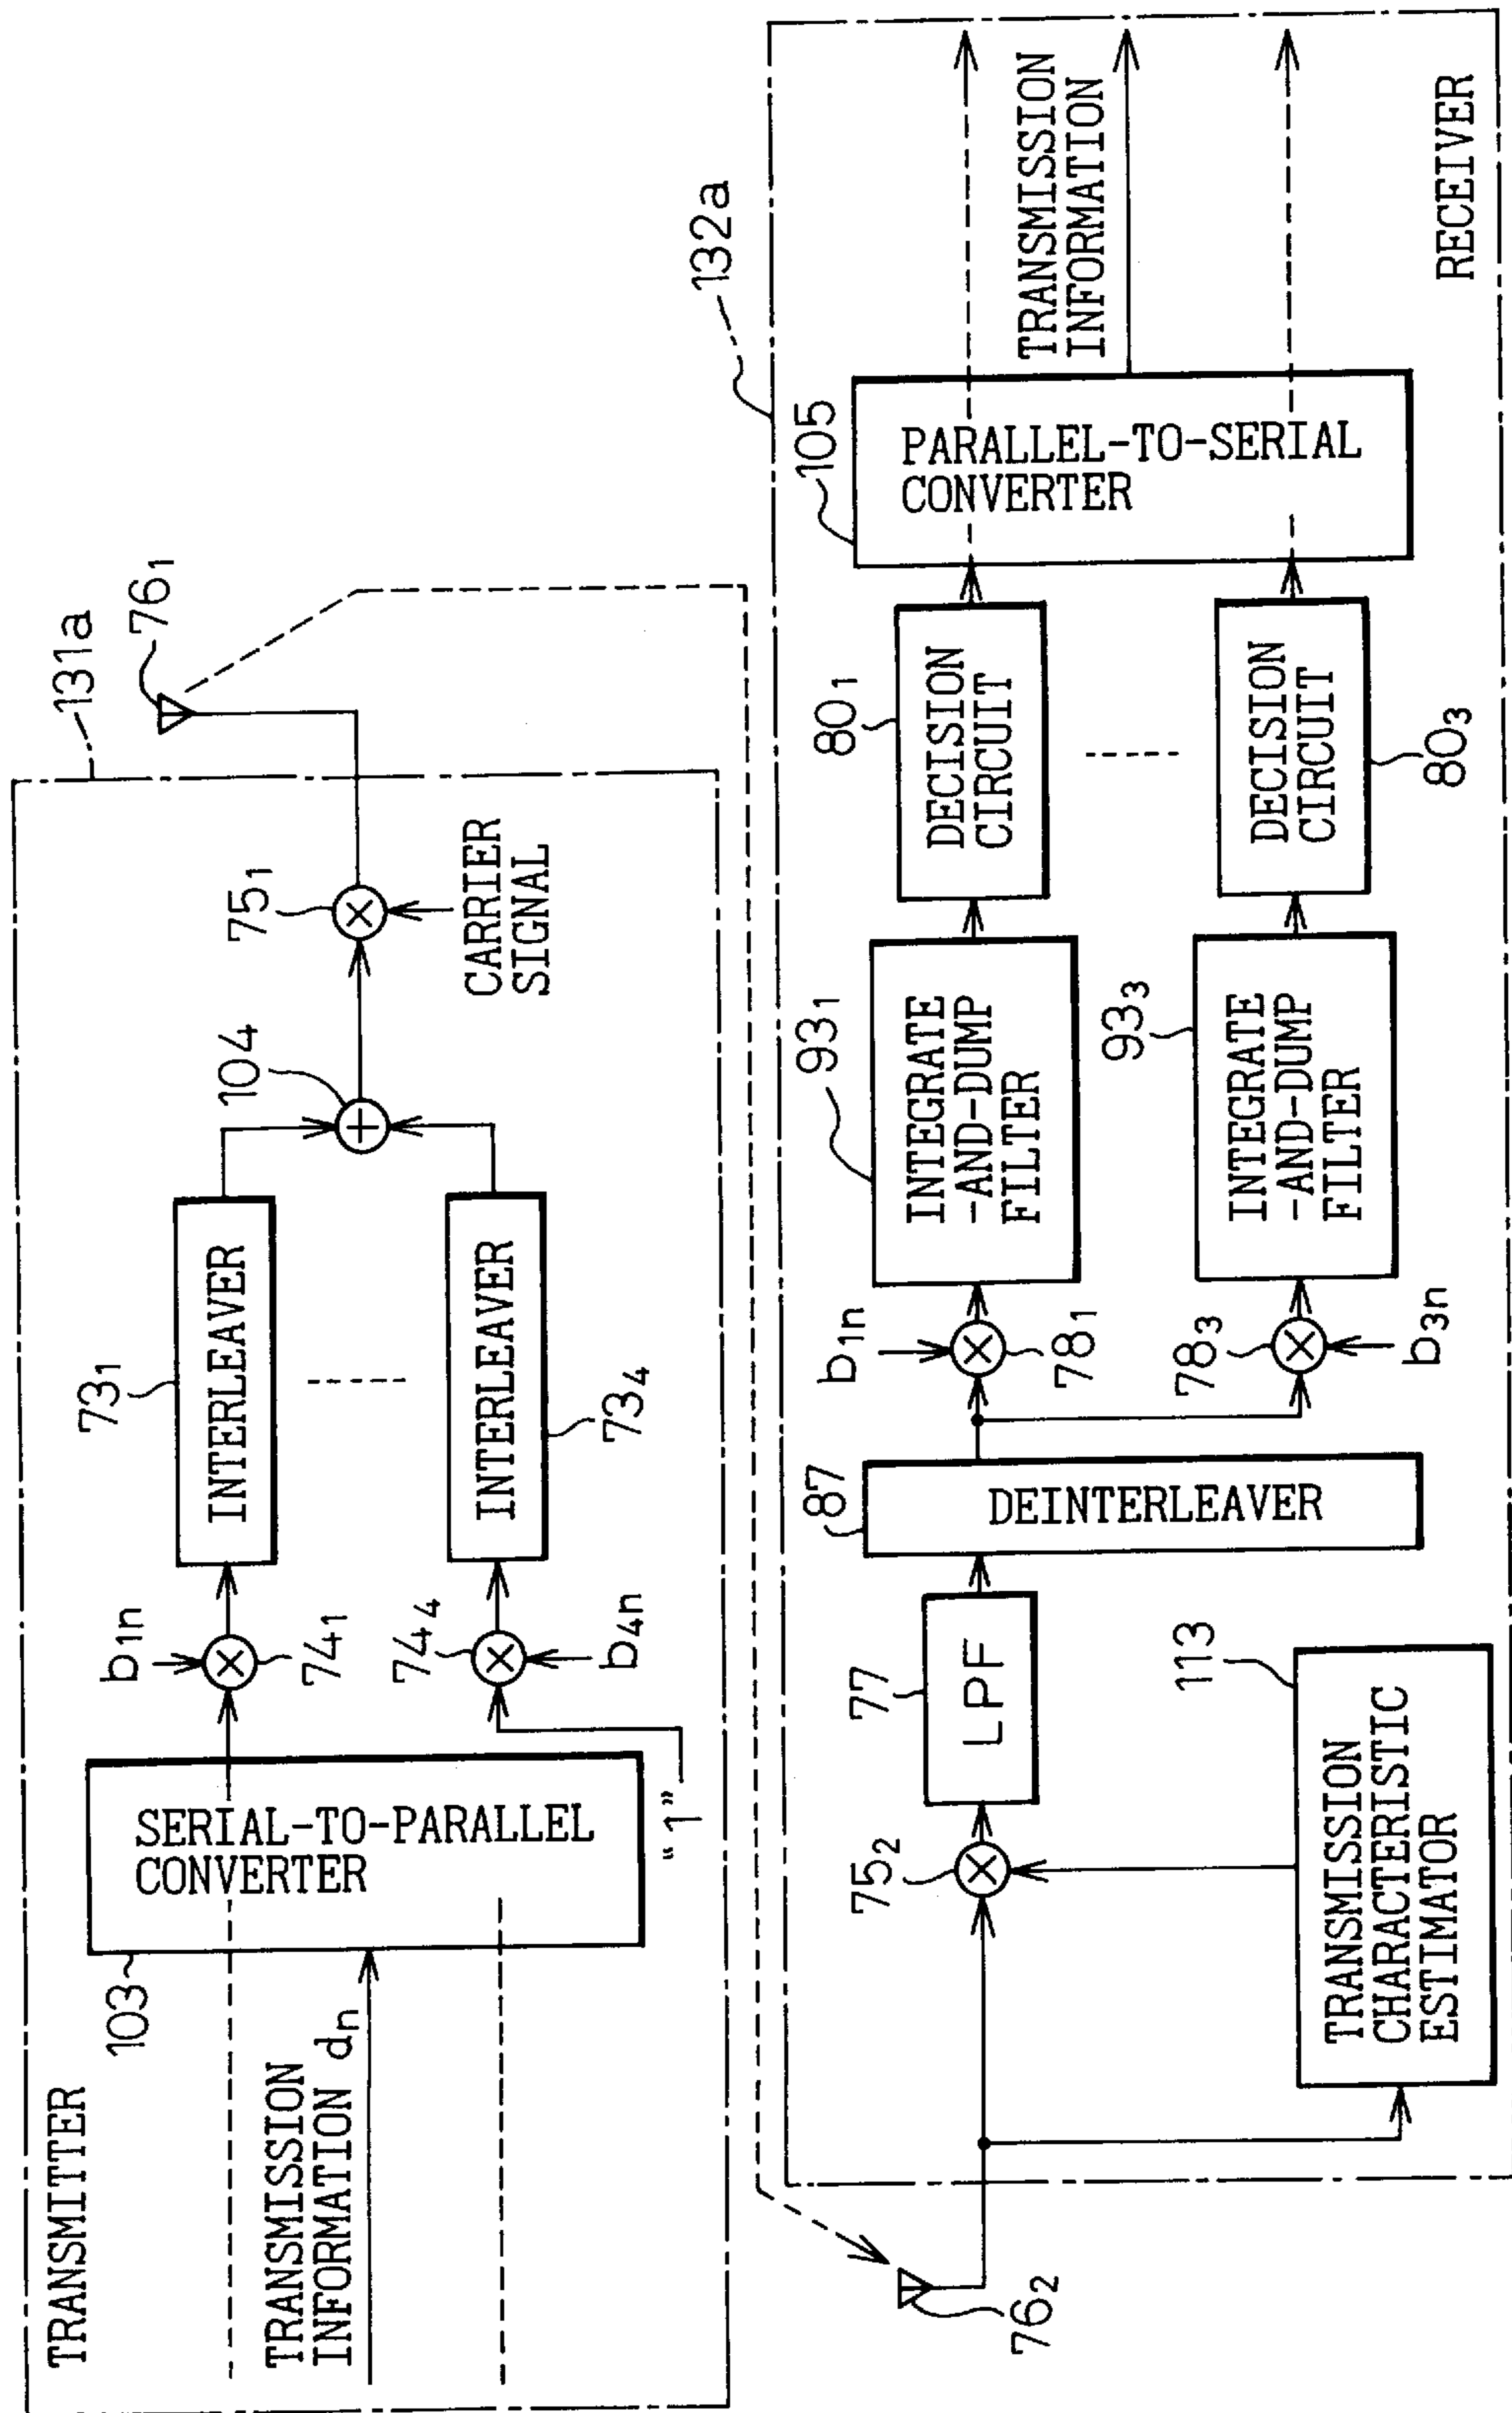 TRANSMITTER
131a
76₁
103
SERIAL-TO-PARALLEL
CONVERTER
TRANSMISSION
INFORMATION dₙ
"1"
b₁ₙ
74₁
74₄
b₄ₙ
73₁
INTERLEAVER
INTERLEAVER
73₄
104
75₁
CARRIER
SIGNAL
132a
76₂
75₂
77
LPF
113
TRANSMISSION
CHARACTERISTIC
ESTIMATOR
87
DEINTERLEAVER
b₁ₙ
78₁
78₃
b₃ₙ
93₁
INTEGRATE
-AND-DUMP
FILTER
93₃
INTEGRATE
-AND-DUMP
FILTER
80₁
DECISION
CIRCUIT
DECISION
CIRCUIT
80₃
105
PARALLEL-TO-SERIAL
CONVERTER
TRANSMISSION
INFORMATION
RECEIVER